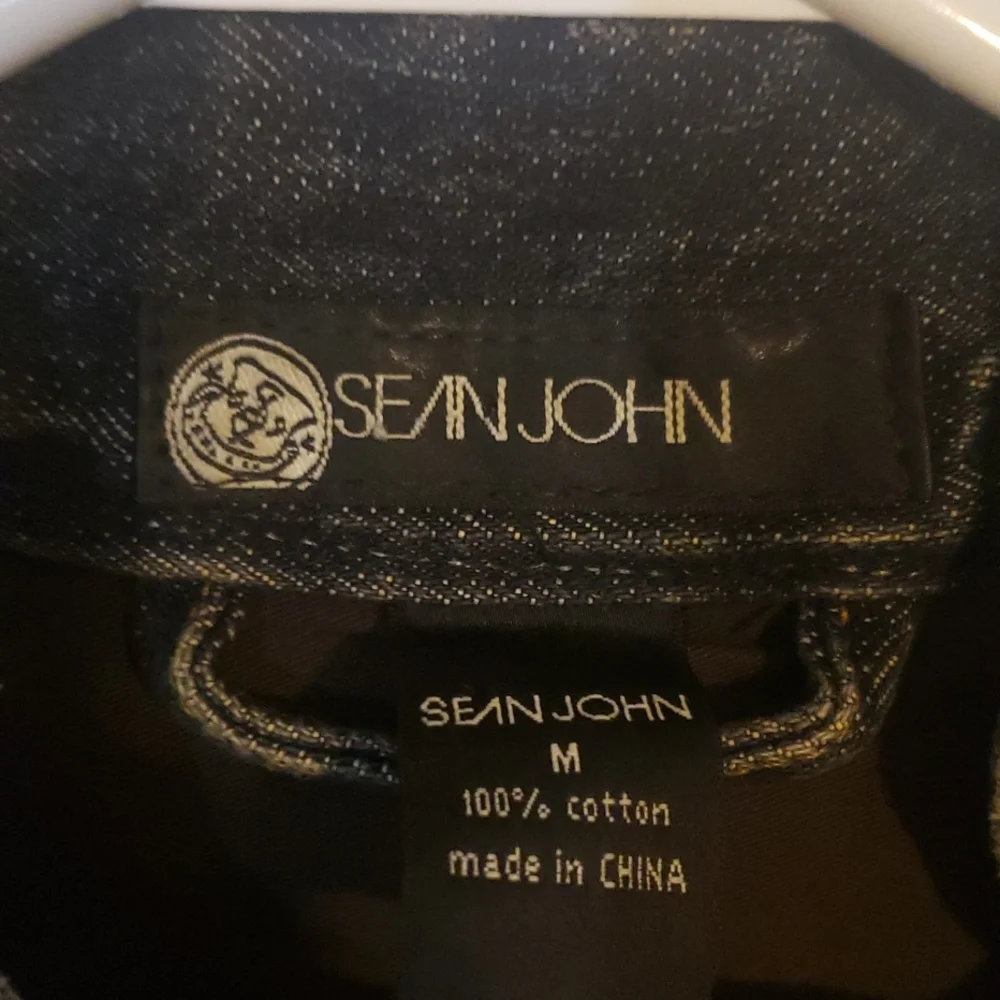 SEAN JOHN
SEAN JOHN
M
100% cotton
made in CHINA